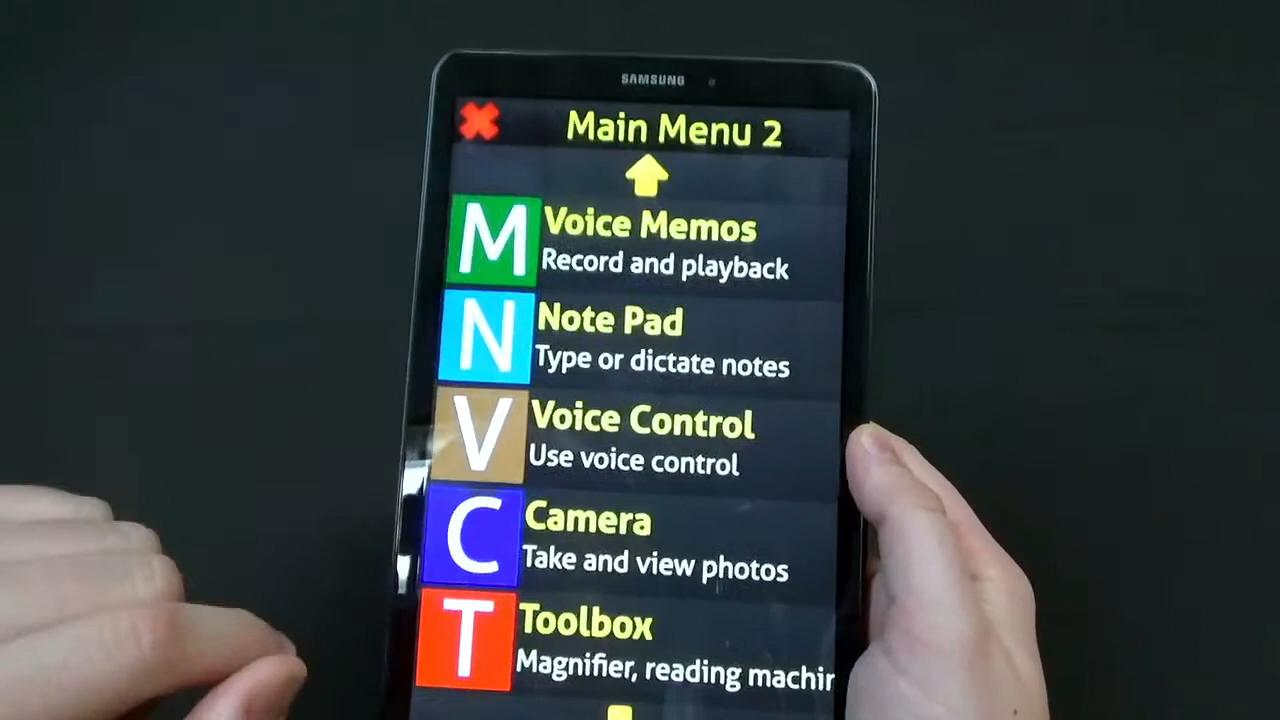 SAMSUNG
Main Menu 2
M
Voice Memos
Record and playback
N
Note Pad
Type or dictate notes
V
Voice Control
Use voice control
C
Camera
Take and view photos
T
Toolbox
Magnifier, reading machin